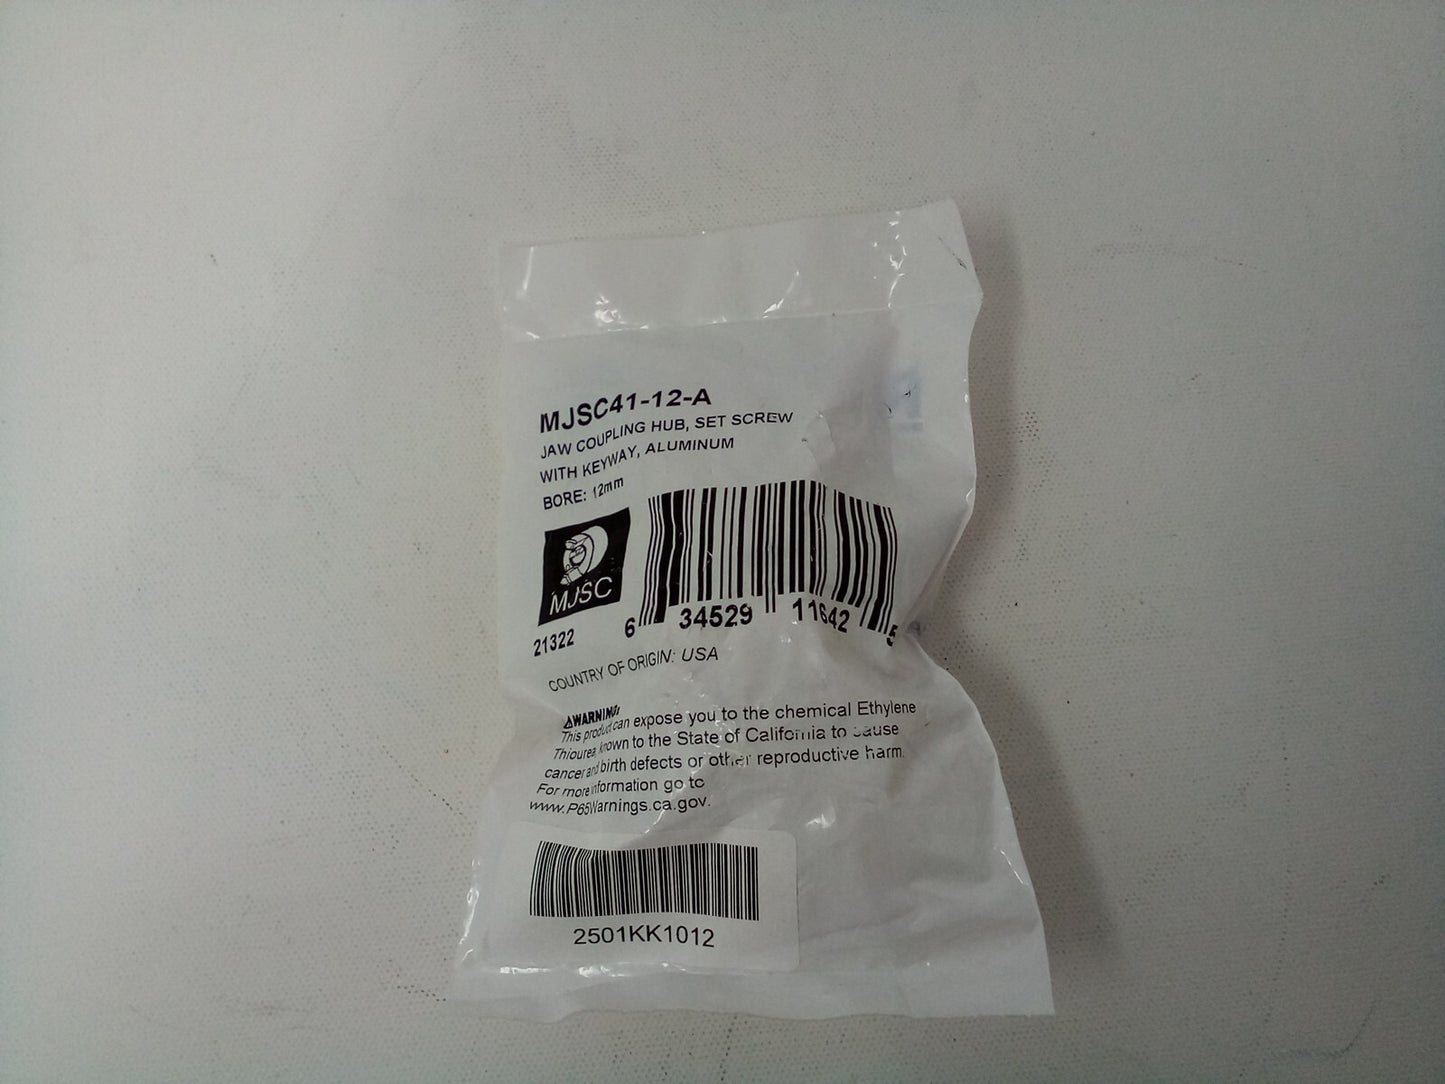 MJSC41-12-A
JAW COUPLING HUB, SET SCREW
WITH KEYWAY, ALUMINUM
BORE: 12mm
MJSC
21322
6 34529 11642 5
COUNTRY OF ORIGIN: USA
⚠WARNING:
This product can expose you to the chemical Ethylene
Thiourea, known to the State of California to cause
cancer and birth defects or other reproductive harm.
For more information go to
www.P65Warnings.ca.gov.
2501KK1012